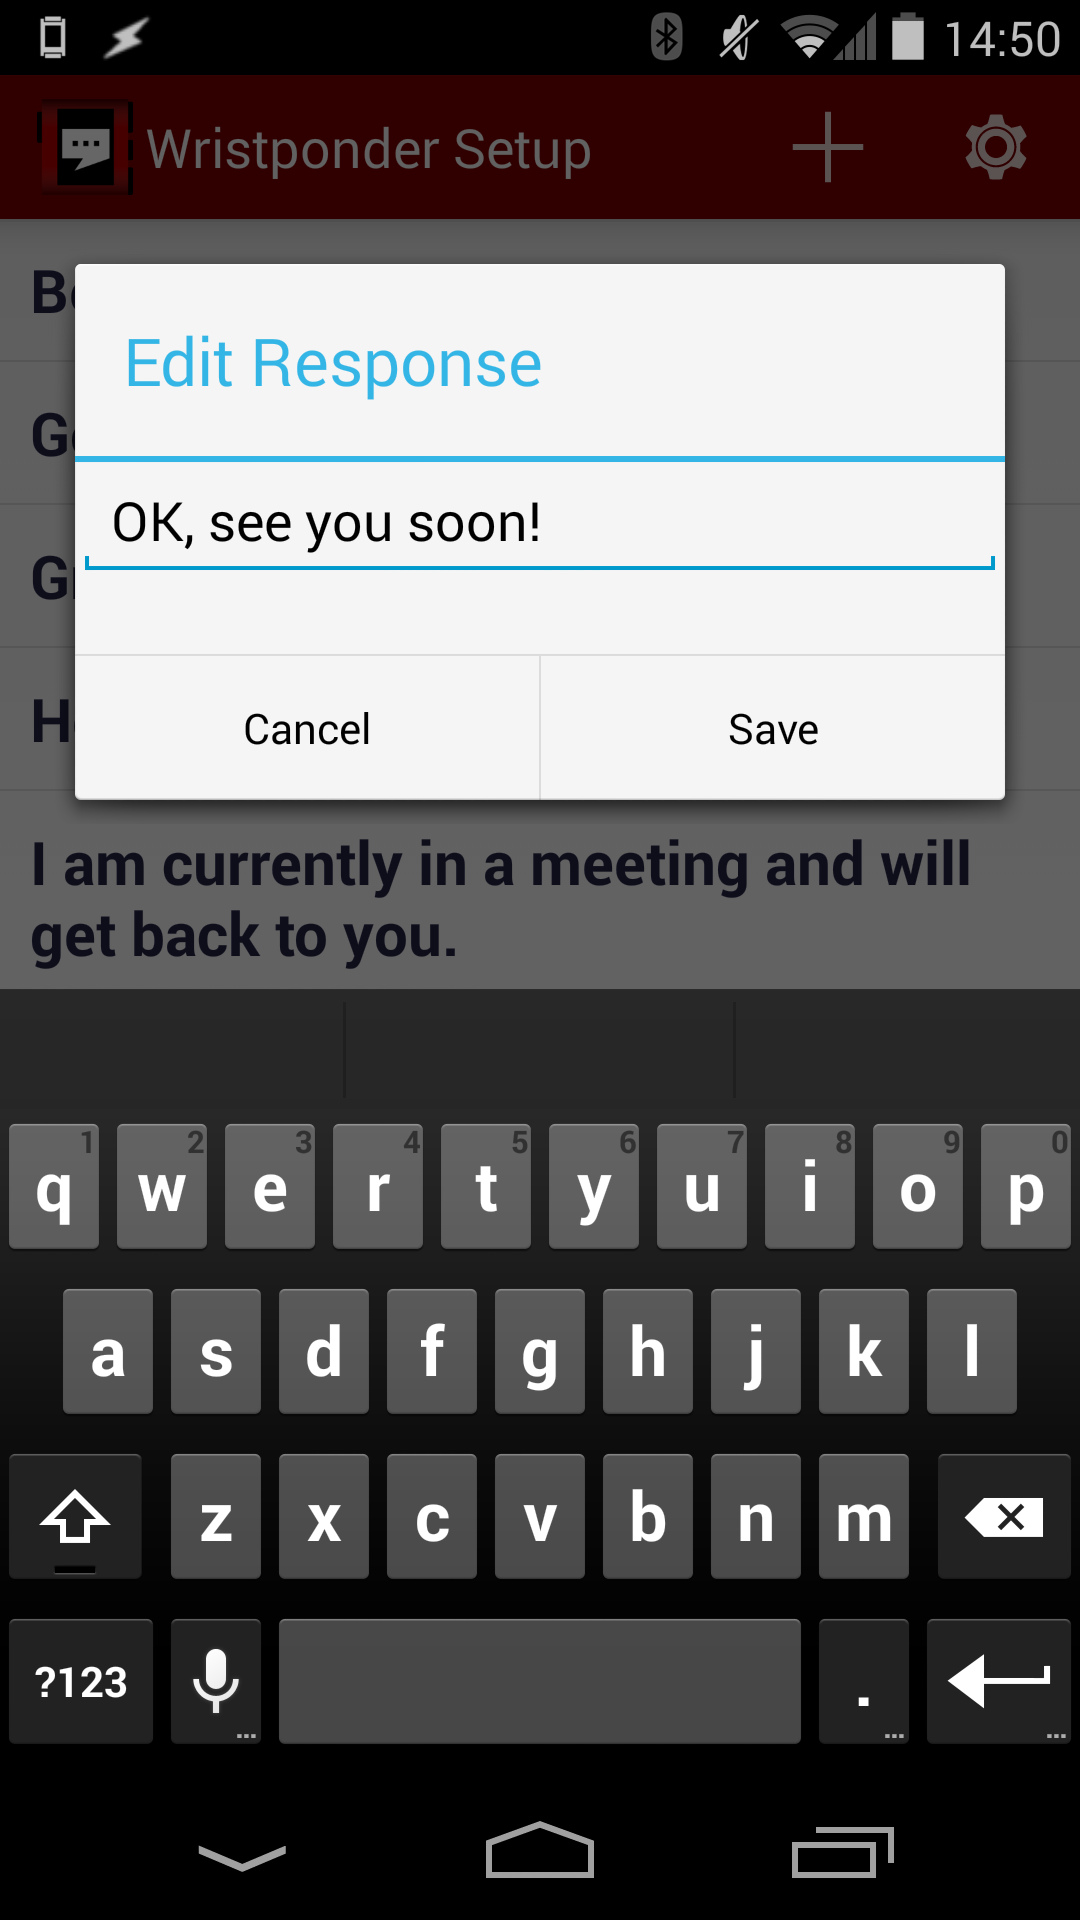 14:50
Wristponder Setup
Edit Response
OK, see you soon!
Cancel
Save
I am currently in a meeting and will
get back to you.
1 2 3 4 5 6 7 8 9 0
q w e r t y u i o p
a s d f g h j k l
z x c v b n m
?123 .